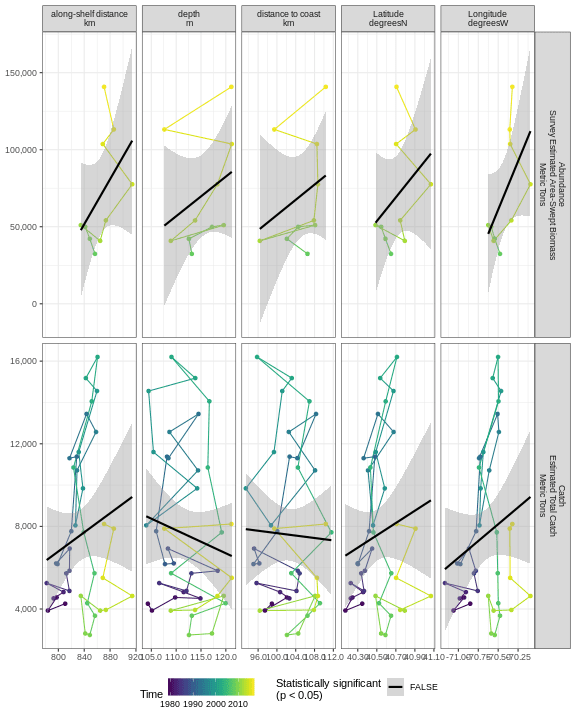 along-shelf distance
km
depth
m
distance to coast
km
Latitude
degreesN
Longitude
degreesW
150,000
100,000
50,000
0
Abundance
Survey Estimated Area-Swept Biomass
Metric Tons
16,000
12,000
8,000
4,000
Catch
Estimated Total Catch
Metric Tons
800 840 880 920
105.0 110.0 115.0 120.0
96.0 100.0 104.0 108.0 112.0
40.30 40.50 40.70 40.90 41.10
-71.00 -70.75 -70.50 -70.25
Time
1980 1990 2000 2010
Statistically significant
(p < 0.05)
FALSE